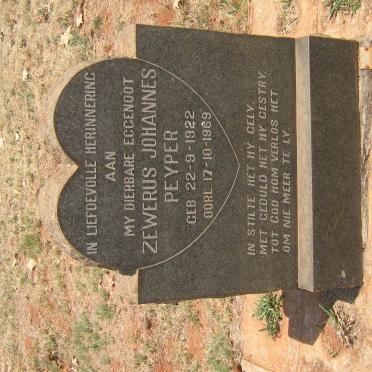 IN LIEFDEVOLLE HERINNERING
AAN
MY DIERBARE EGGENOOT
ZEWERUS JOHANNES
PEYPER
GEB. 22-9-1922
OORL. 17-10-1969
IN STILTE HET HY GELY,
MET GEDULD HET HY GESTRY,
TOT GOD HOM VERLOS HET,
OM NIE MEER TE LY.